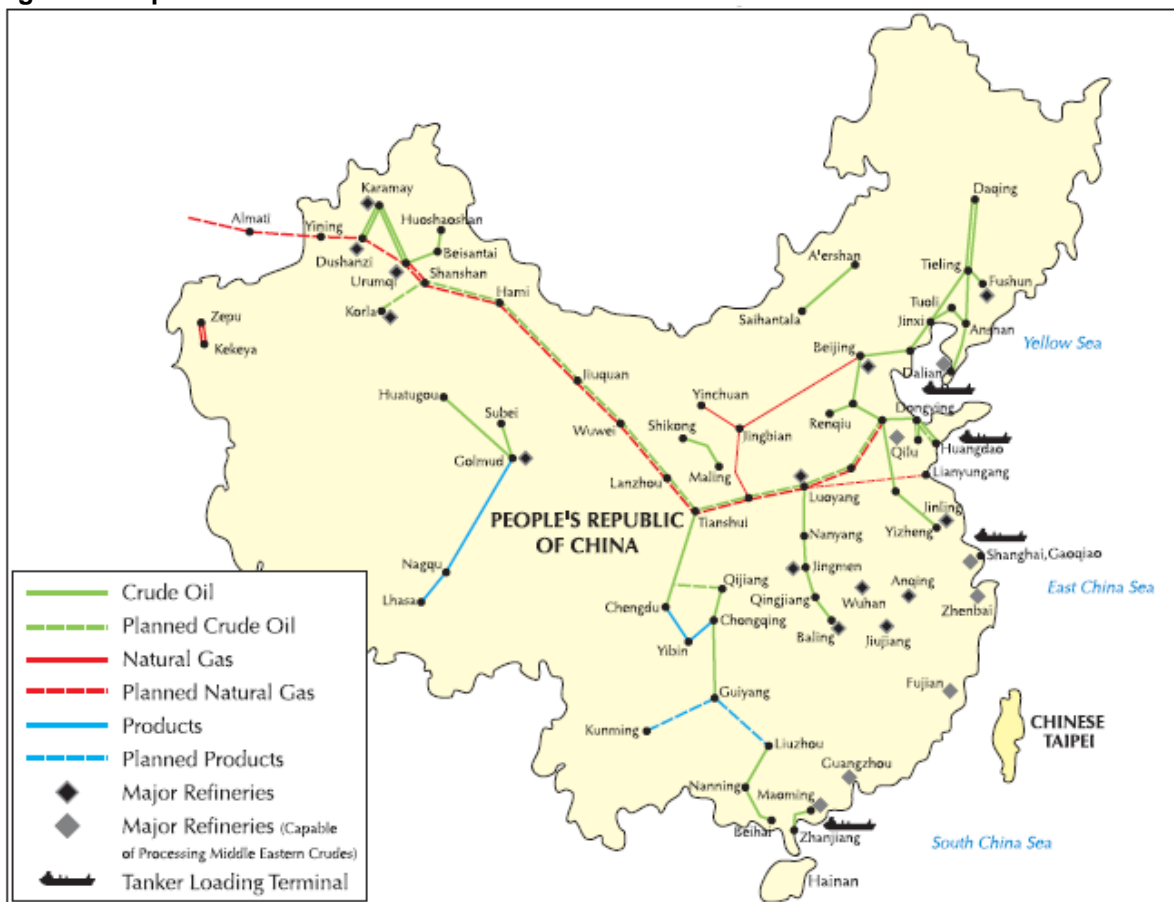 Karamay
Almati
Yining
Huoshaoshan
Dushanzi
Beisantai
Urumqi
Shanshan
Hami
Korla
Zepu
Kekeya
Daqing
A'ershan
Tieling
Fushun
Tuoli
Saihantala
Jinxi
Anshan
Yellow Sea
Beijing
Dalian
Jiuquan
Huatugou
Subei
Yinchuan
Wuwei
Shikong
Jingbian
Renqiu
Dongying
Qilu
Huangdao
Golmud
Maling
Lanzhou
Lianyungang
Luoyang
PEOPLE'S REPUBLIC
OF CHINA
Tianshui
Jinling
Yizheng
Nanyang
Shanghai,Gaoqiao
Nagqu
Lhasa
Qijiang
Jingmen
Chengdu
Chongqing
Qingjiang
Wuhan
Anqing
Zhenbai
East China Sea
Yibin
Baling
Jiujiang
Guiyang
Fujian
Kunming
Liuzhou
CHINESE
TAIPEI
Guangzhou
Nanning
Maoming
Beihai
Zhanjiang
South China Sea
Hainan
Crude Oil
Planned Crude Oil
Natural Gas
Planned Natural Gas
Products
Planned Products
Major Refineries
Major Refineries (Capable
of Processing Middle Eastern Crudes)
Tanker Loading Terminal